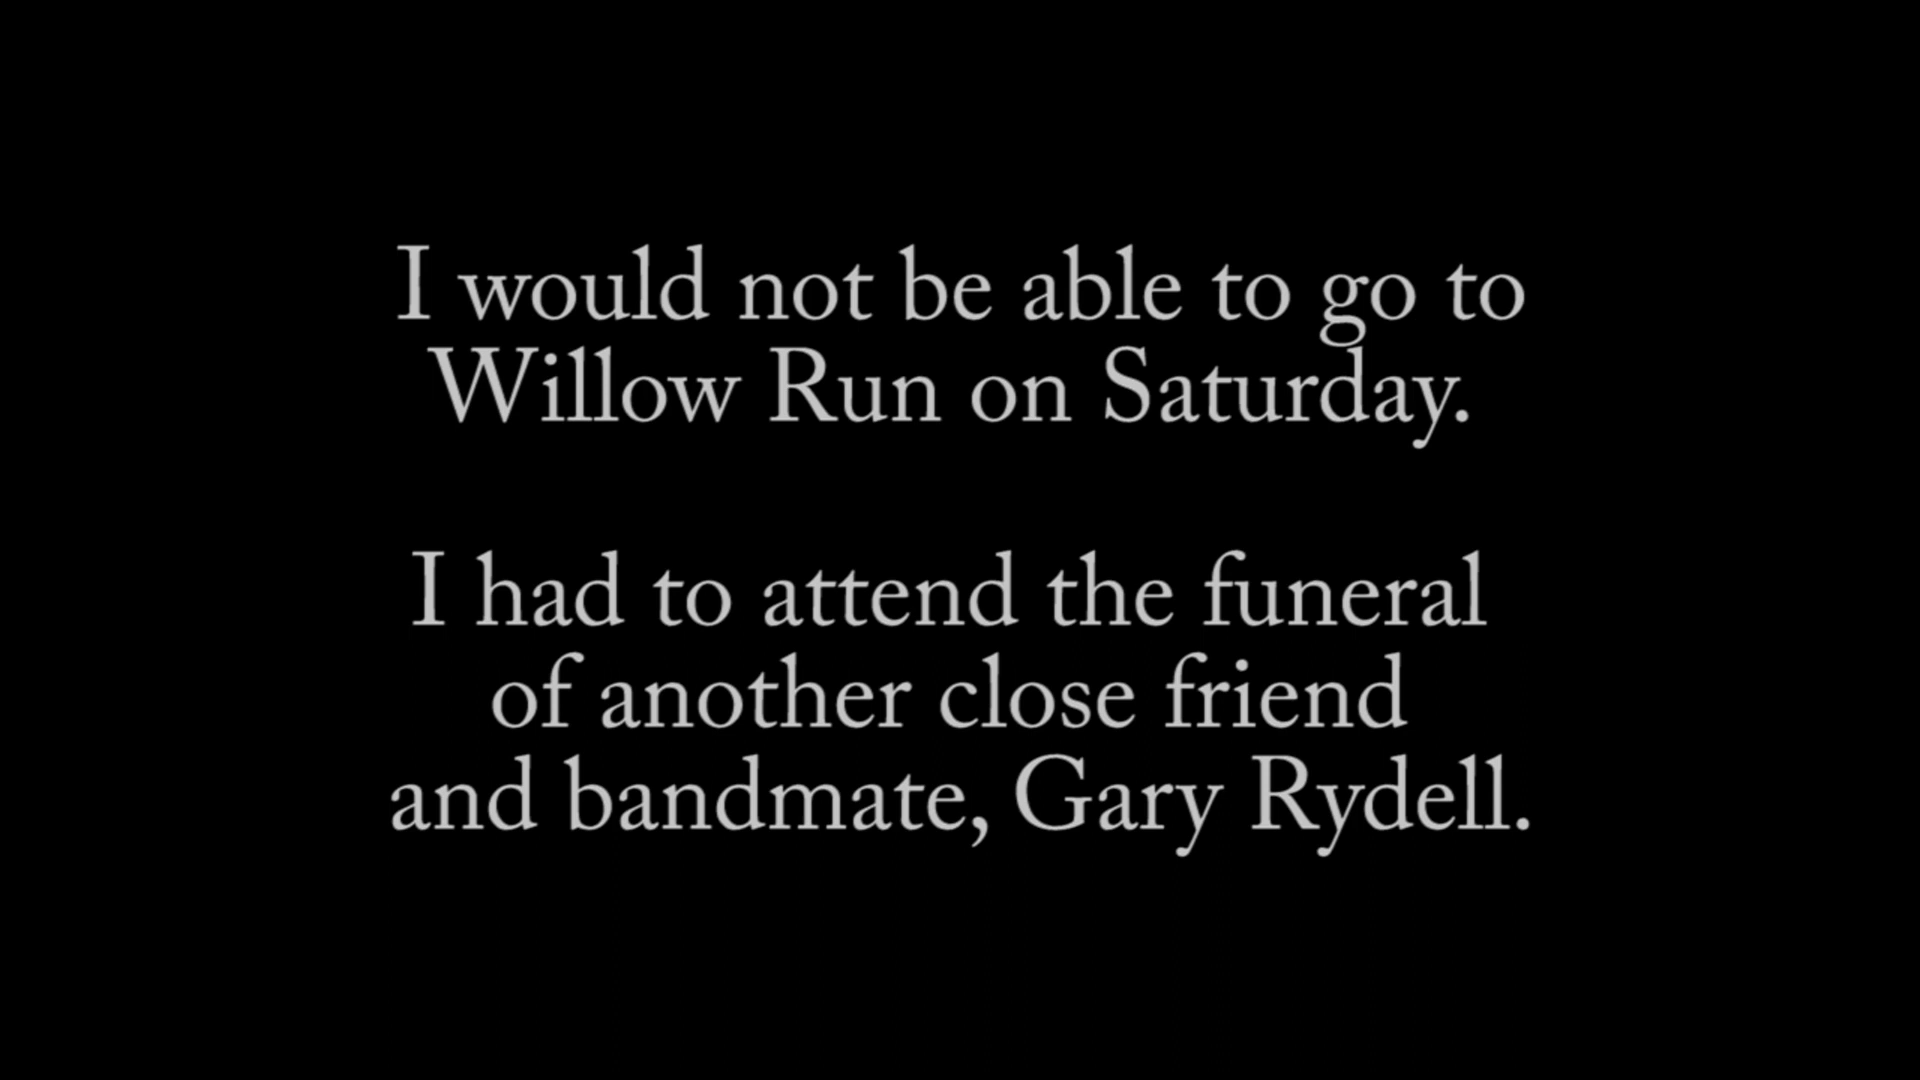 I would not be able to go to
Willow Run on Saturday.
I had to attend the funeral
of another close friend
and bandmate, Gary Rydell.